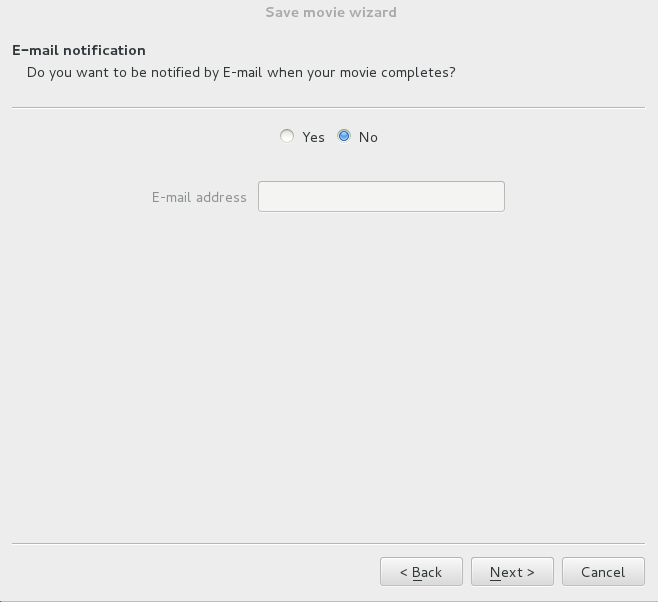 Save movie wizard
E-mail notification
Do you want to be notified by E-mail when your movie completes?
Yes No
E-mail address
< Back Next > Cancel